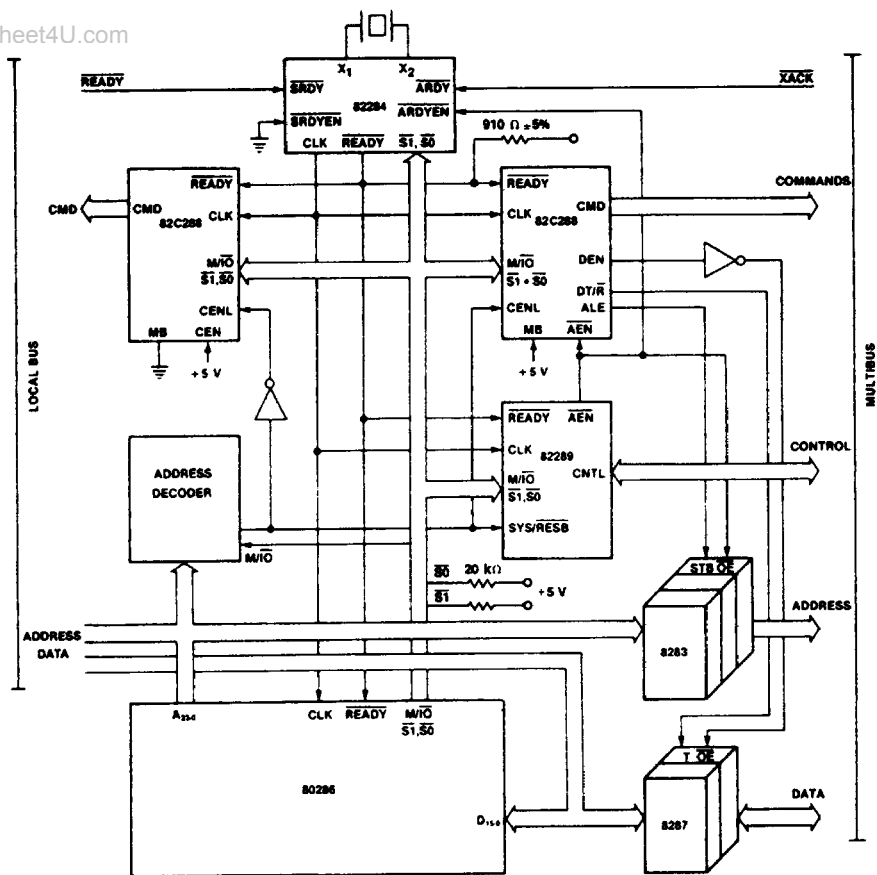 heet4U.com
X1 X2
READY
SRDY
ARDY
XACK
82284
SRDYEN
ARDYEN
CLK READY S1, S0
910 Ω ±5%
READY
CMD
CMD
82C288
CLK
M/IO
S1,S0
CENL
MB CEN
+5 V
READY
CMD
COMMANDS
82C288
CLK
DEN
M/IO
S1 • S0
DT/R
ALE
CENL
MB AEN
+5 V
LOCAL BUS
MULTIBUS
READY AEN
CLK
82289
M/IO
S1,S0
CNTL
CONTROL
SYS/RESB
ADDRESS
DECODER
M/IO
S0 20 kΩ
S1
+5 V
STB OE
ADDRESS
8283
ADDRESS
DATA
A23-0
CLK READY M/IO
S1,S0
80286
D15-0
T OE
DATA
8287